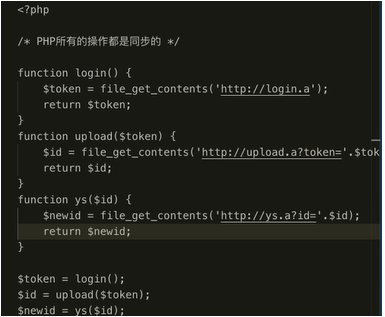 <?php
/* PHP所有的操作都是同步的 */
function login() {
$token = file_get_contents('http://login.a');
return $token;
}
function upload($token) {
$id = file_get_contents('http://upload.a?token='.$tok
return $id;
}
function ys($id) {
$newid = file_get_contents('http://ys.a?id='.$id);
return $newid;
}
$token = login();
$id = upload($token);
$newid = ys($id);